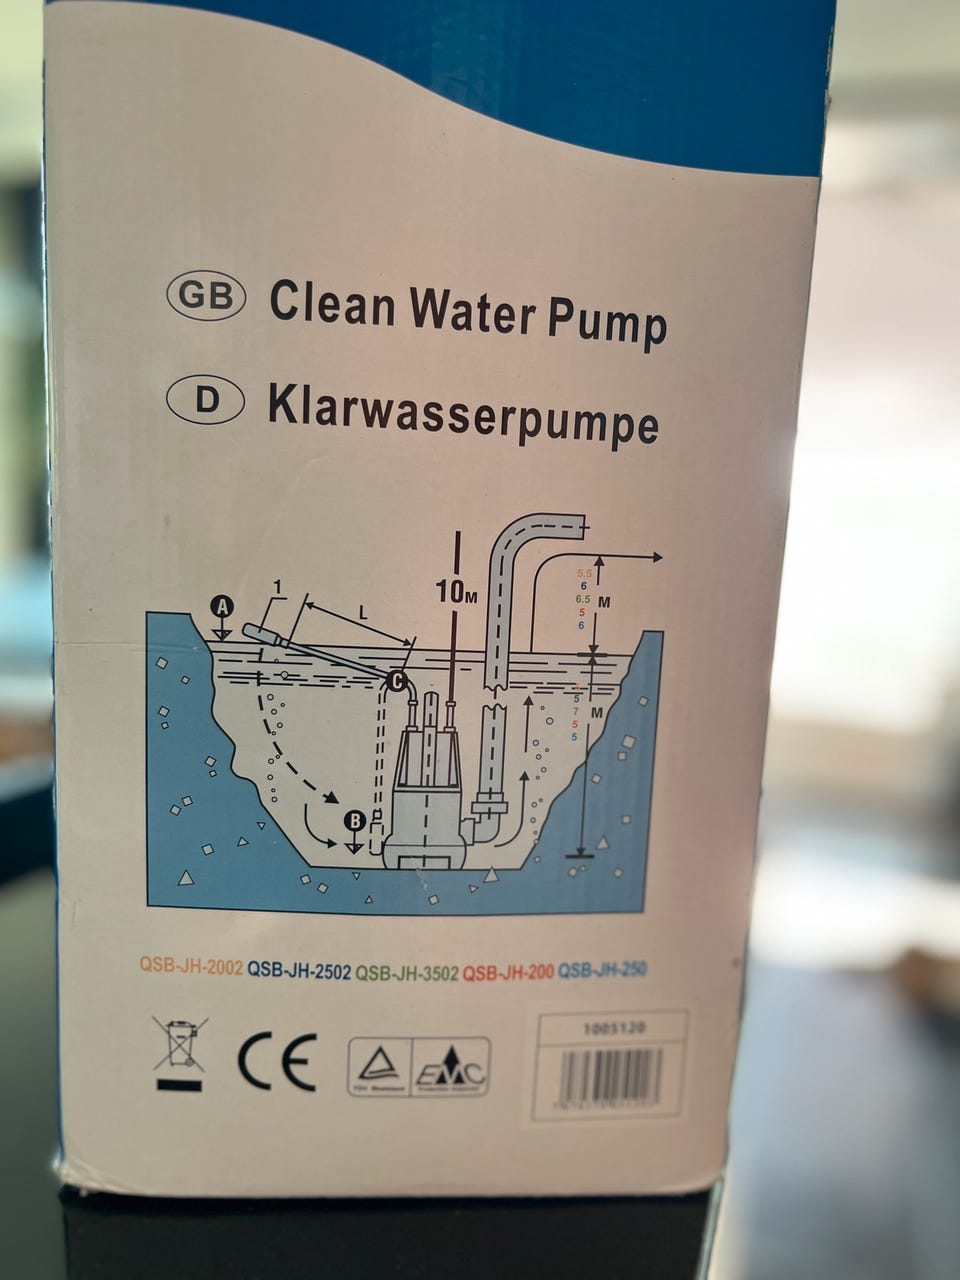 GB Clean Water Pump
D Klarwasserpumpe
10M
A
1
L
5.5
6
6.5
5
6
M
C
5
7
5
5
M
B
QSB-JH-2002 QSB-JH-2502 QSB-JH-3502 QSB-JH-200 QSB-JH-250
CE
EMC
1005120